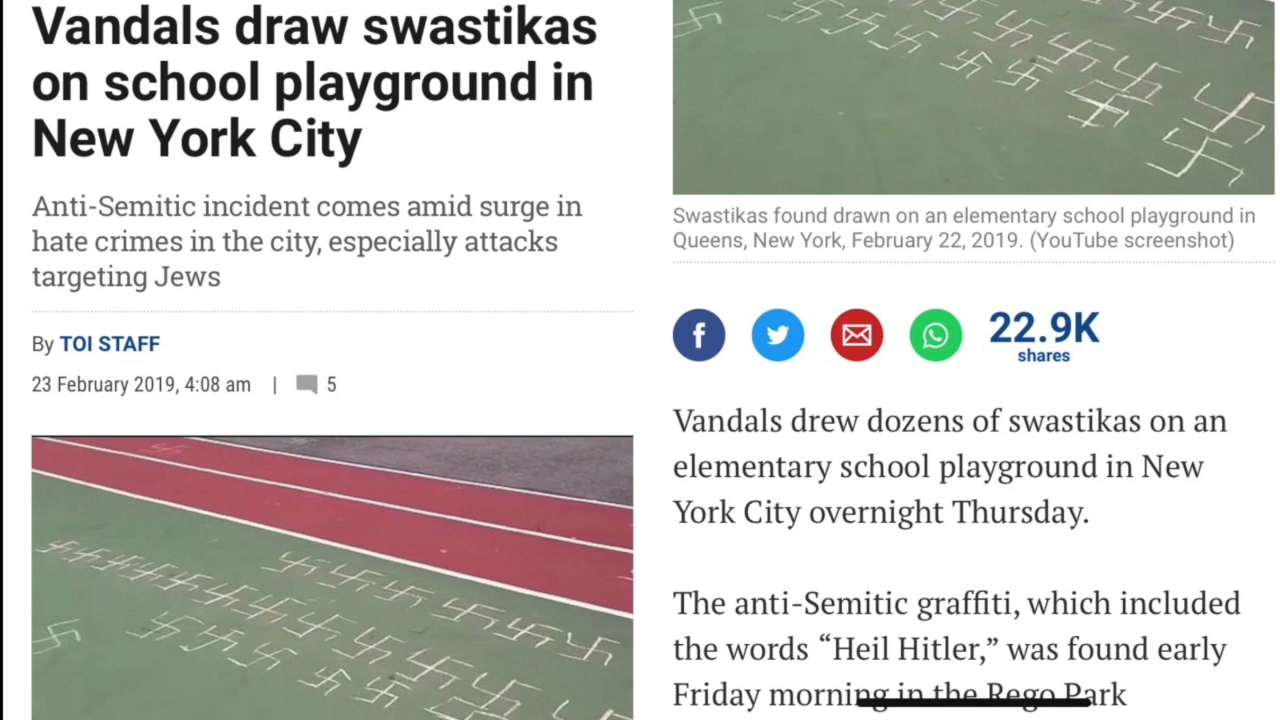 Vandals draw swastikas
on school playground in
New York City
Anti-Semitic incident comes amid surge in
hate crimes in the city, especially attacks
targeting Jews
By TOI STAFF
23 February 2019, 4:08 am | 5
Swastikas found drawn on an elementary school playground in
Queens, New York, February 22, 2019. (YouTube screenshot)
f
22.9K
shares
Vandals drew dozens of swastikas on an
elementary school playground in New
York City overnight Thursday.
The anti-Semitic graffiti, which included
the words “Heil Hitler,” was found early
Friday morning in the Rego Park